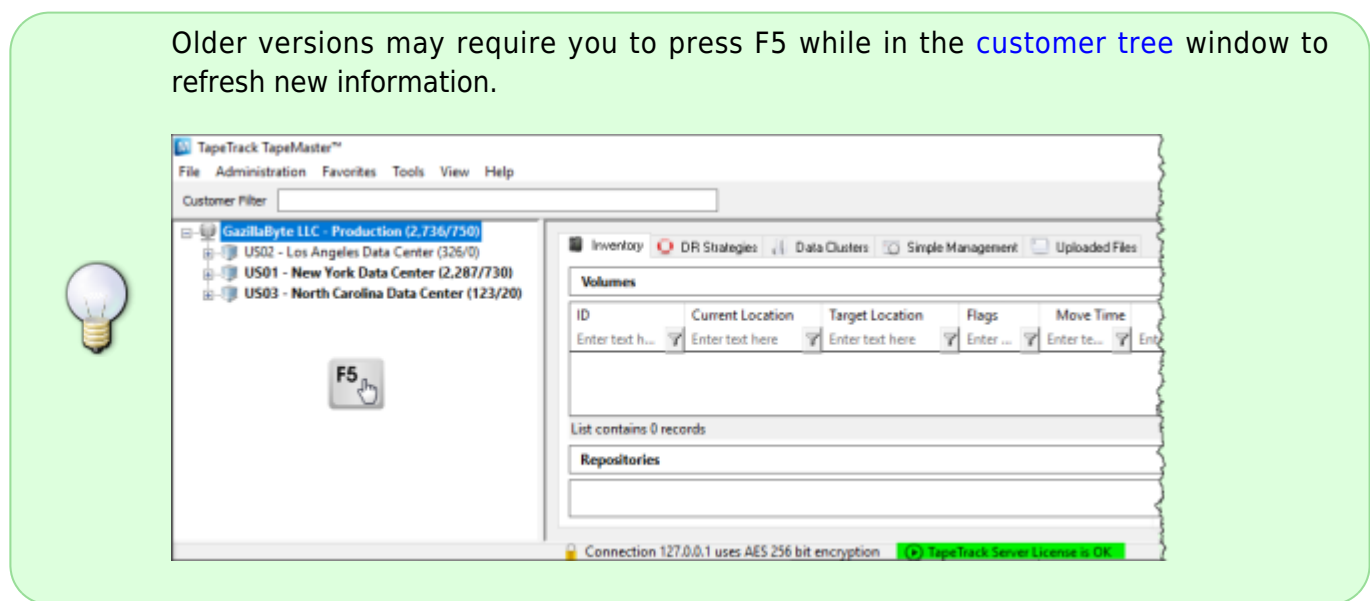 Older versions may require you to press F5 while in the customer tree window to
refresh new information.
TapeTrack TapeMaster™
File Administration Favorites Tools View Help
Customer Filter
GazillaByte LLC - Production (2,736/750)
US02 - Los Angeles Data Center (326/0)
US01 - New York Data Center (2,287/730)
US03 - North Carolina Data Center (123/20)
F5
Inventory DR Strategies Data Clusters Simple Management Uploaded Files
Volumes
ID Current Location Target Location Flags Move Time
Enter text h... Enter text here Enter text here Enter ... Enter te... Ent
List contains 0 records
Repositories
Connection 127.0.0.1 uses AES 256 bit encryption TapeTrack Server License is OK